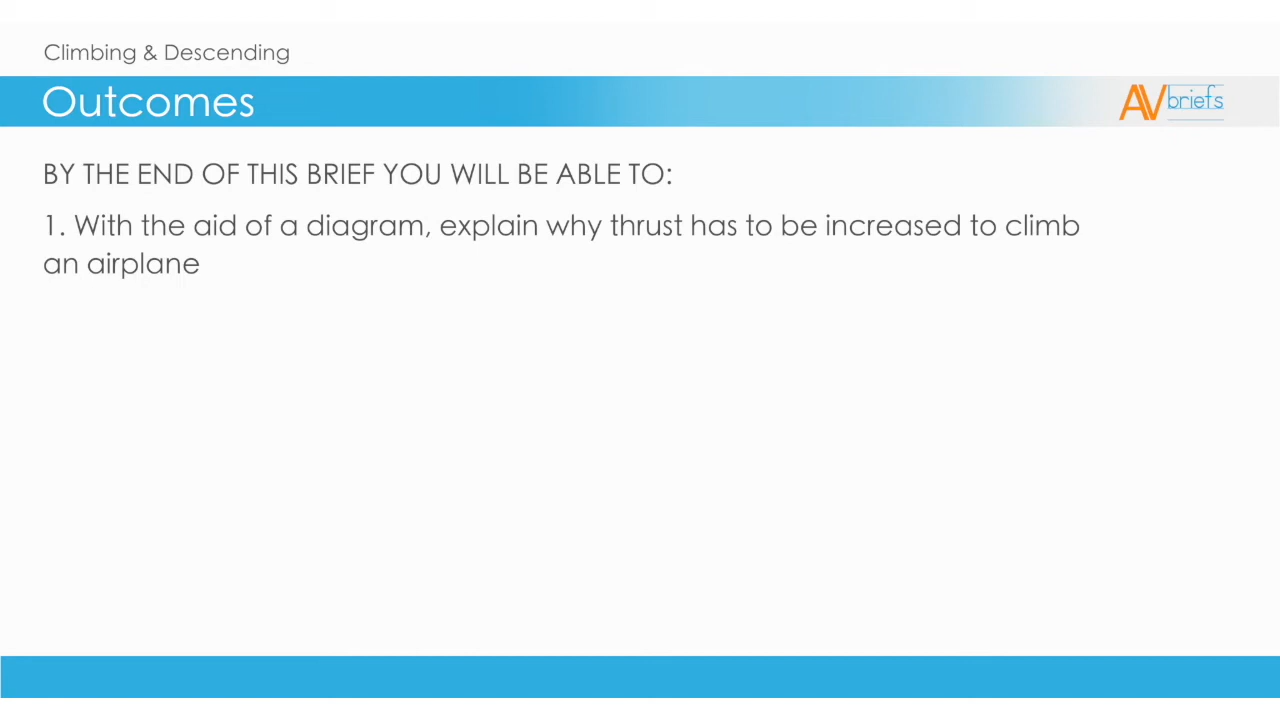 Climbing & Descending
Outcomes
AVbriefs
BY THE END OF THIS BRIEF YOU WILL BE ABLE TO:
1. With the aid of a diagram, explain why thrust has to be increased to climb
an airplane